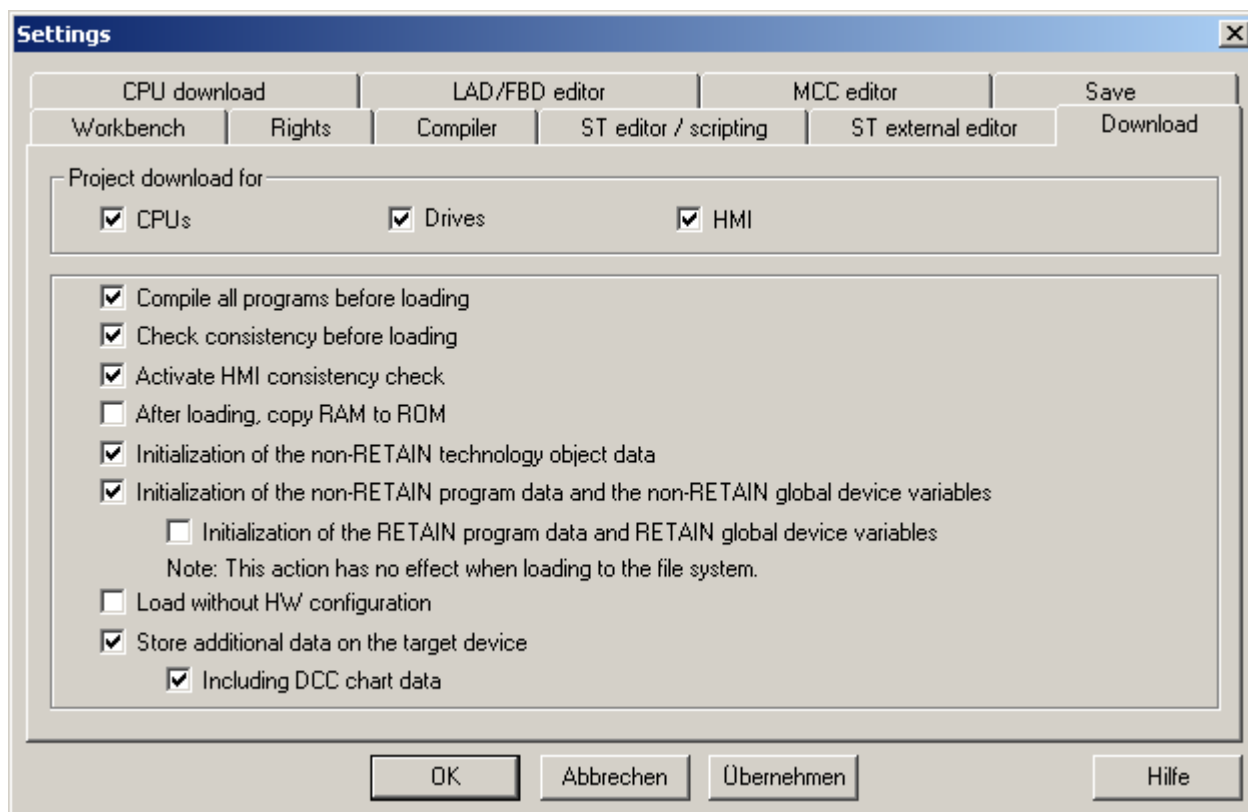 Settings
CPU download LAD/FBD editor MCC editor Save
Workbench Rights Compiler ST editor / scripting ST external editor Download
Project download for
CPUs Drives HMI
Compile all programs before loading
Check consistency before loading
Activate HMI consistency check
After loading, copy RAM to ROM
Initialization of the non-RETAIN technology object data
Initialization of the non-RETAIN program data and the non-RETAIN global device variables
Initialization of the RETAIN program data and RETAIN global device variables
Note: This action has no effect when loading to the file system.
Load without HW configuration
Store additional data on the target device
Including DCC chart data
OK Abbrechen Übernehmen Hilfe